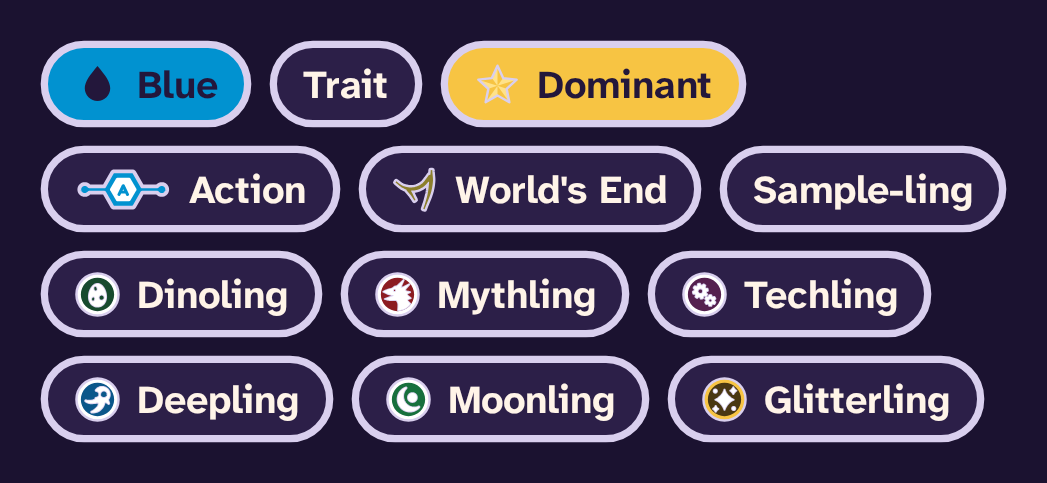 Blue Trait Dominant
A Action World's End Sample-ling
Dinoling Mythling Techling
Deepling Moonling Glitterling